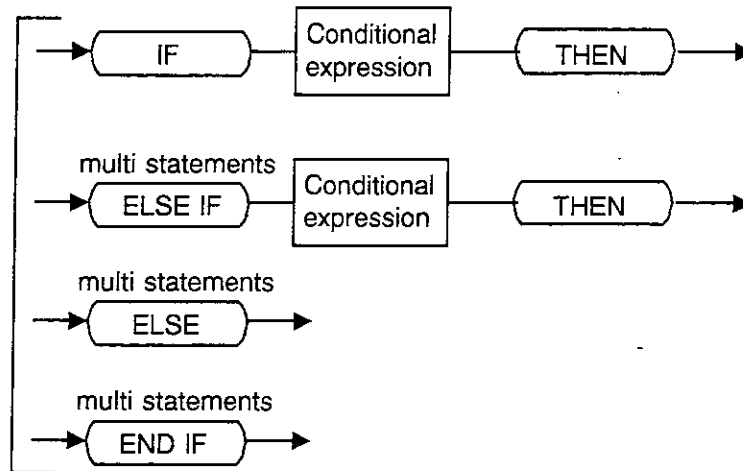 IF Conditional expression THEN
multi statements
ELSE IF Conditional expression THEN
multi statements
ELSE
multi statements
END IF